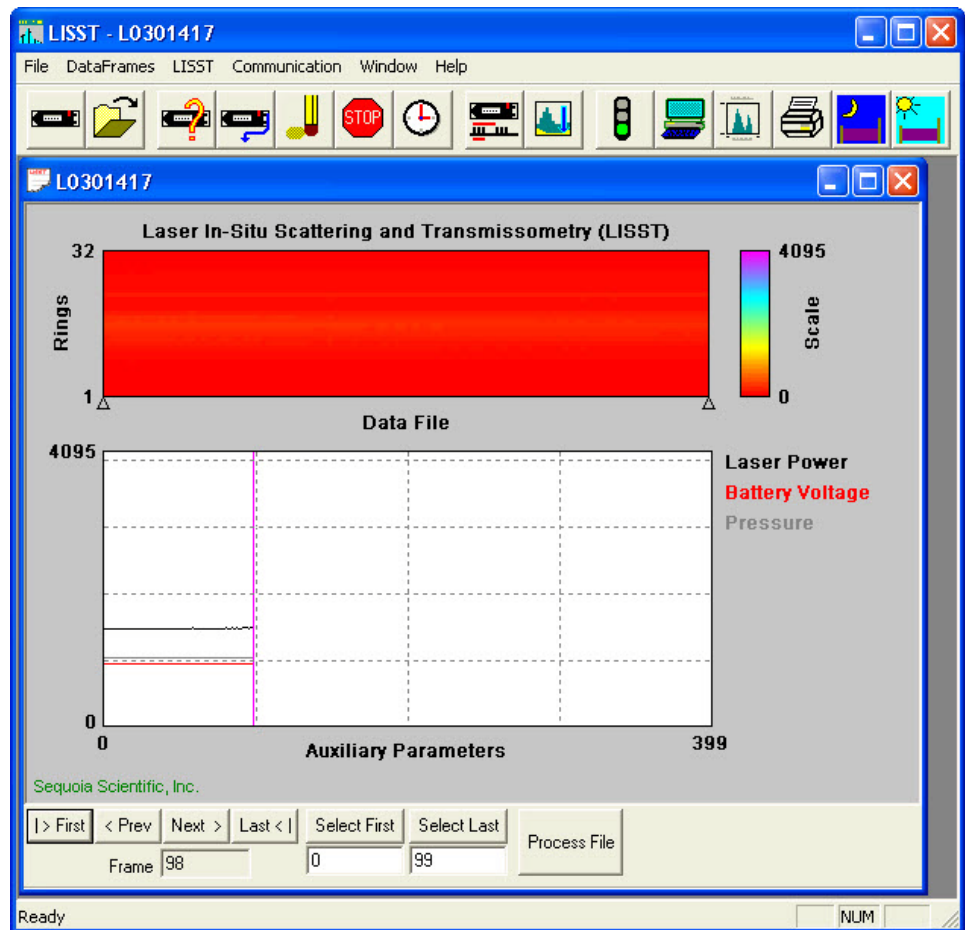 LISST - L0301417
File DataFrames LISST Communication Window Help
STOP
L0301417
Laser In-Situ Scattering and Transmissometry (LISST)
32
Rings
1
Data File
4095
Scale
0
4095
0
0
Auxiliary Parameters
399
Laser Power
Battery Voltage
Pressure
Sequoia Scientific, Inc.
|> First < Prev Next > Last <| Select First Select Last Process File
Frame 98 0 99
Ready NUM